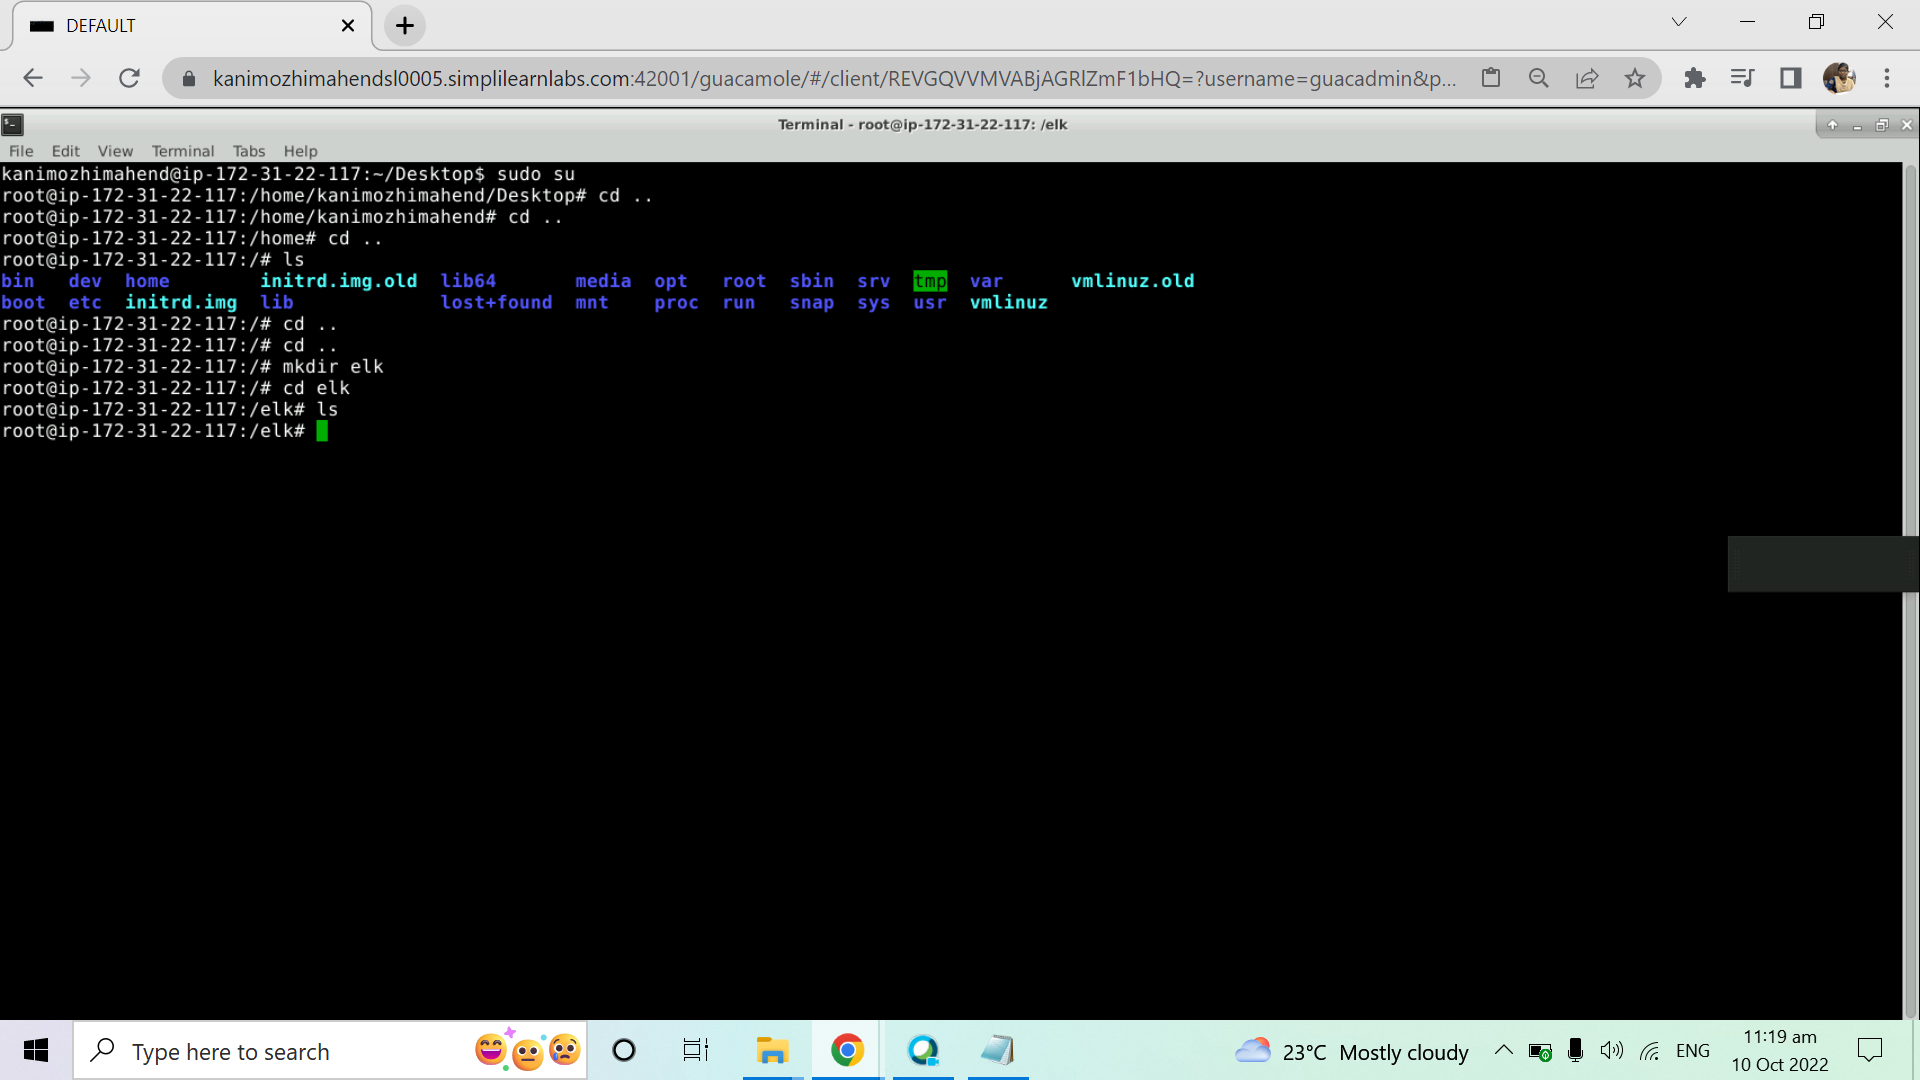 DEFAULT
kanimozhimahendsl0005.simplilearnlabs.com:42001/guacamole/#/client/REVGQVVMVABjAGRlZmF1bHQ=?username=guacadmin&p...
Terminal - root@ip-172-31-22-117: /elk
File Edit View Terminal Tabs Help
kanimozhimahend@ip-172-31-22-117:~/Desktop$ sudo su
root@ip-172-31-22-117:/home/kanimozhimahend/Desktop# cd ..
root@ip-172-31-22-117:/home/kanimozhimahend# cd ..
root@ip-172-31-22-117:/home# cd ..
root@ip-172-31-22-117:/# ls
bin dev home initrd.img.old lib64 media opt root sbin srv tmp var vmlinuz.old
boot etc initrd.img lib lost+found mnt proc run snap sys usr vmlinuz
root@ip-172-31-22-117:/# cd ..
root@ip-172-31-22-117:/# cd ..
root@ip-172-31-22-117:/# mkdir elk
root@ip-172-31-22-117:/# cd elk
root@ip-172-31-22-117:/elk# ls
root@ip-172-31-22-117:/elk#
Type here to search
23°C Mostly cloudy
ENG
11:19 am
10 Oct 2022